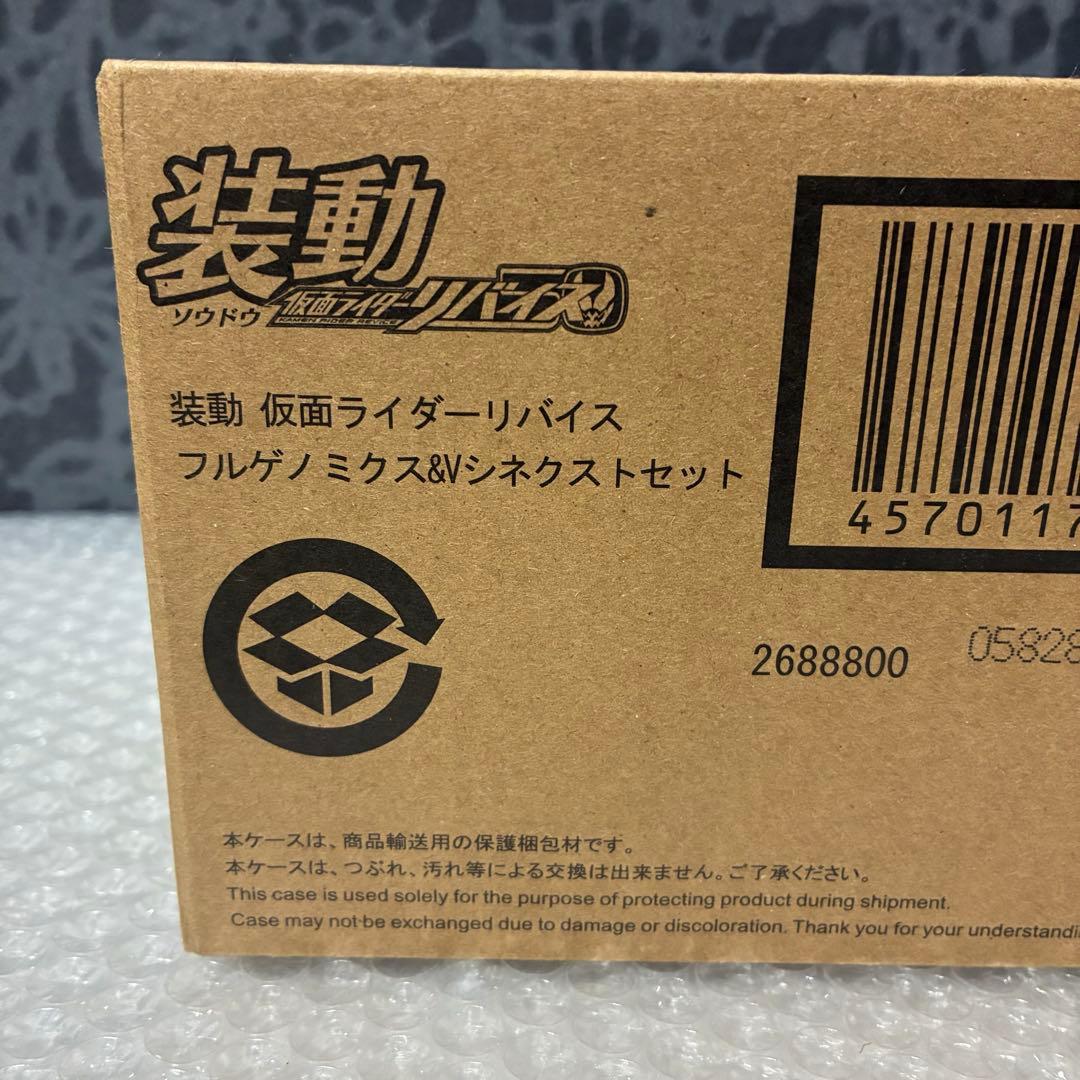 装動
ソウドウ
仮面ライダーリバイス
KAMEN RIDER REVICE
装動 仮面ライダーリバイス
フルゲノミクス&Vシネクストセット
4570117
2688800
05828
本ケースは、商品輸送用の保護梱包材です。
本ケースは、つぶれ、汚れ等による交換は出来ません。ご了承ください。
This case is used solely for the purpose of protecting product during shipment.
Case may not be exchanged due to damage or discoloration. Thank you for your understandi